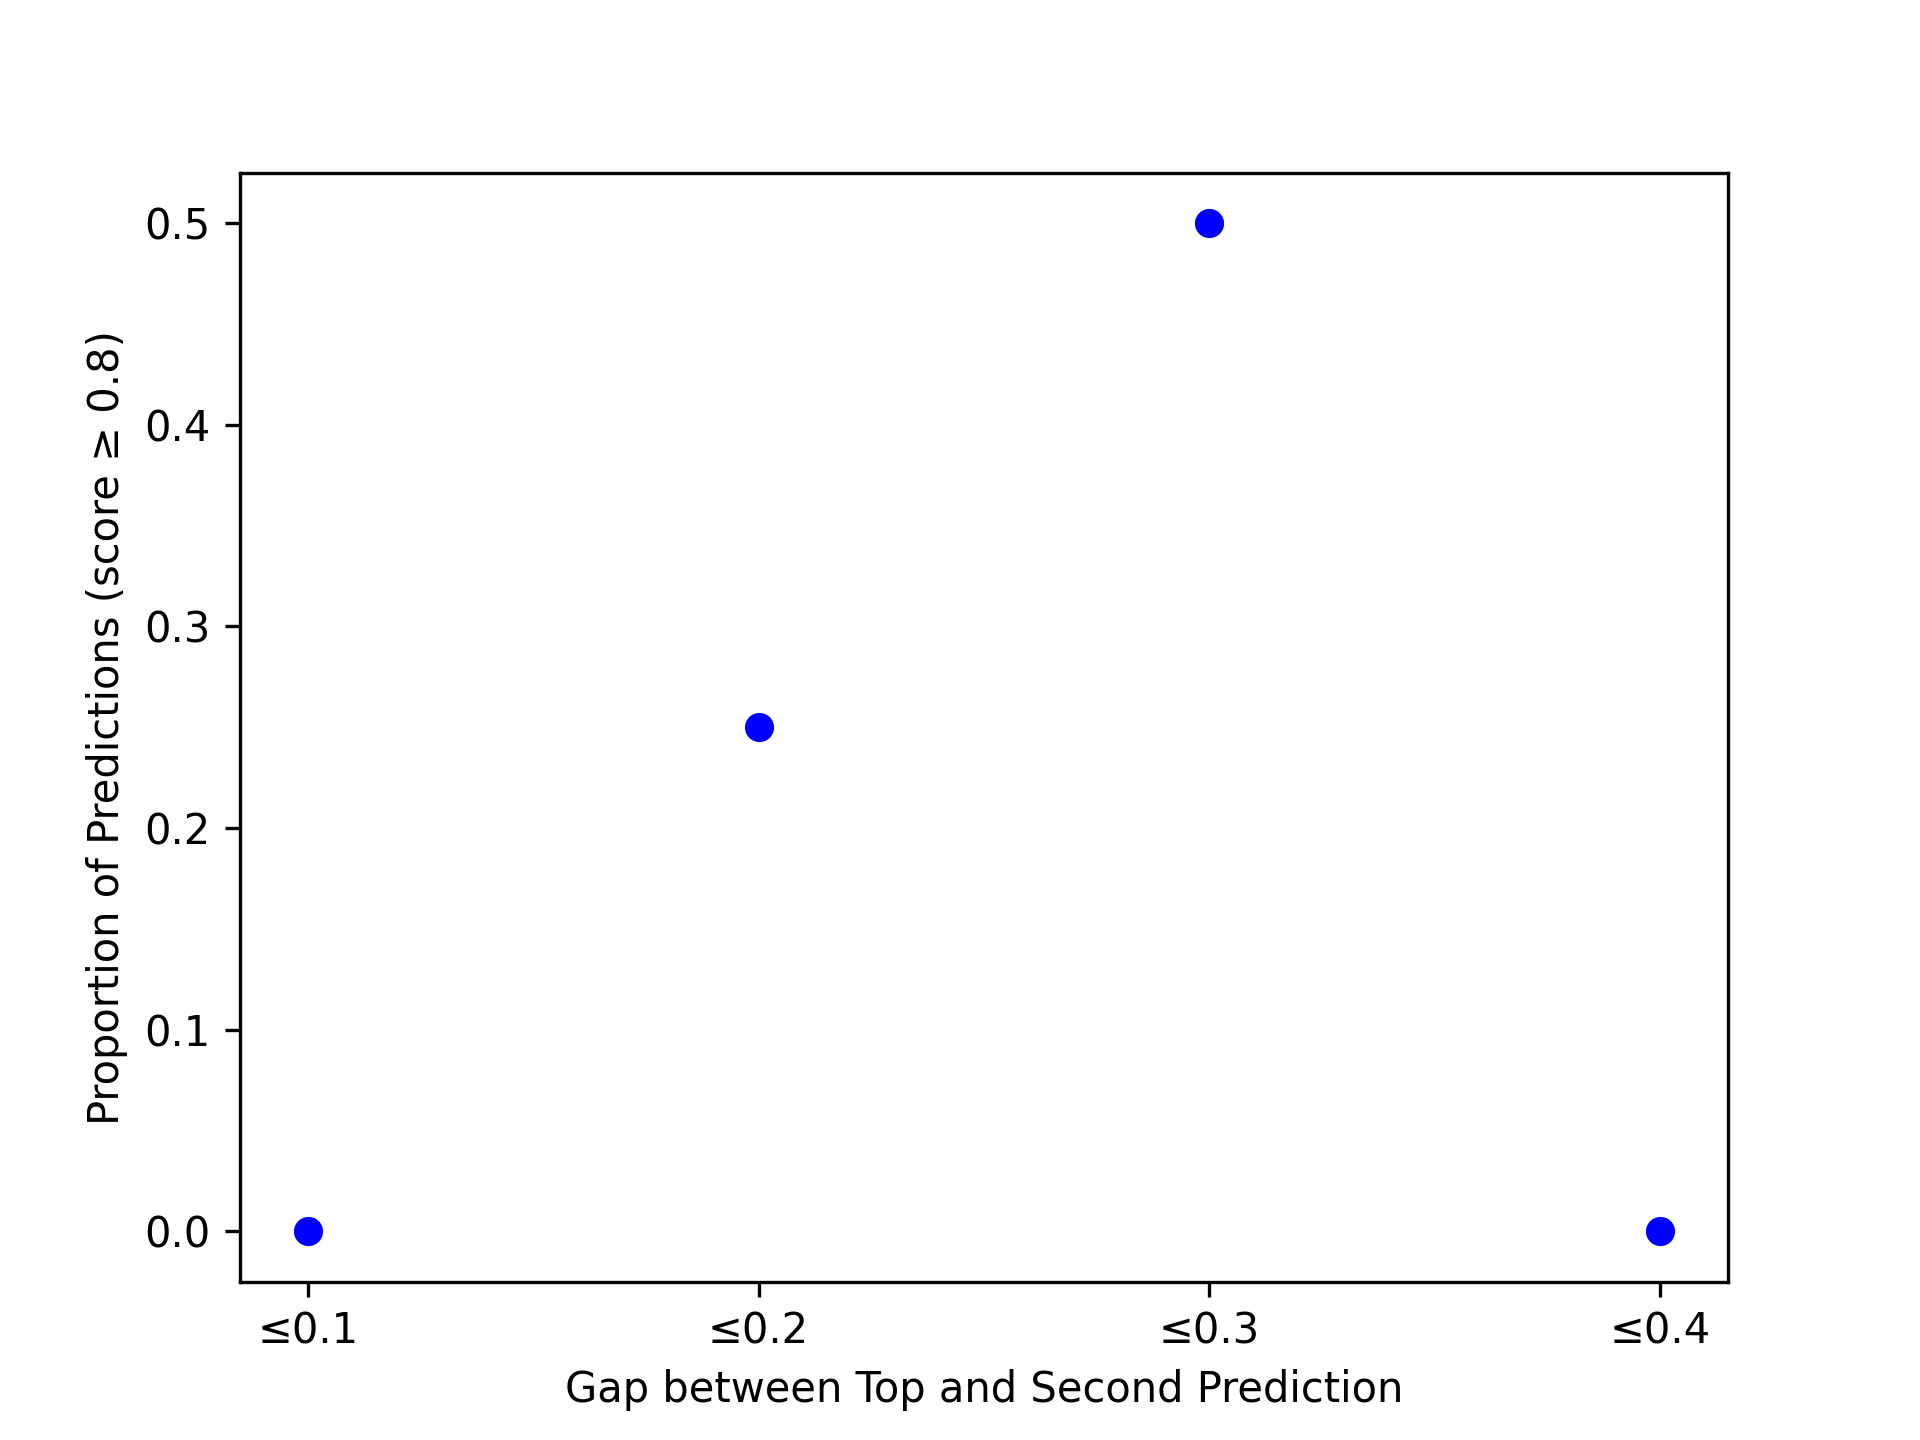 Proportion of Predictions (score ≥ 0.8)
0.5
0.4
0.3
0.2
0.1
0.0
≤0.1 ≤0.2 ≤0.3 ≤0.4
Gap between Top and Second Prediction